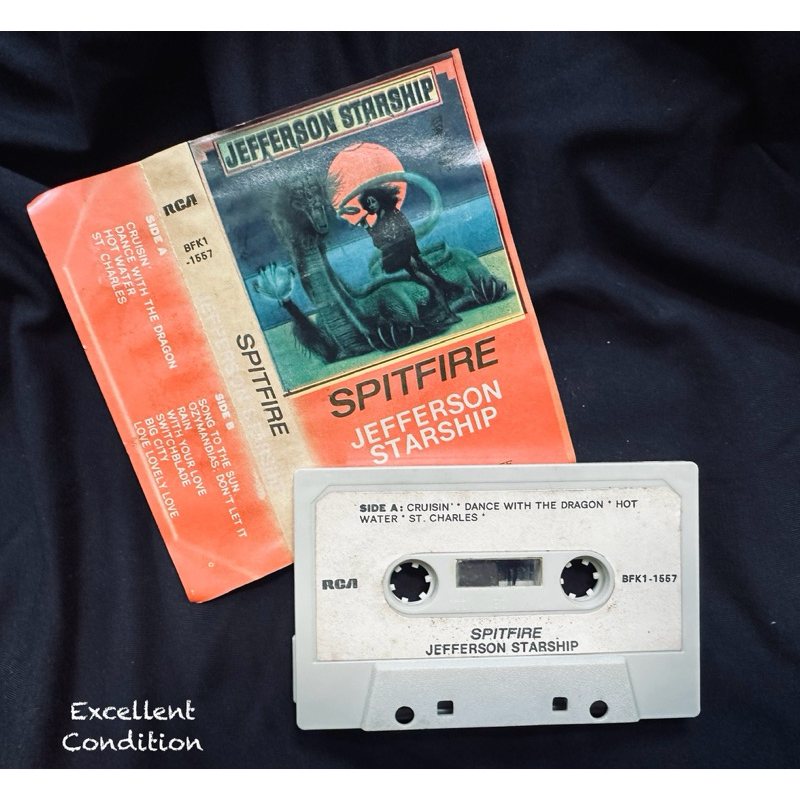 JEFFERSON STARSHIP
RCA
BFK1
-1557
SPITFIRE
SIDE A
CRUISIN'
DANCE WITH THE DRAGON
HOT WATER
ST. CHARLES
SIDE B
SONG TO THE SUN
OZYMANDIAS, DON'T LET IT
RAIN
WITH YOUR LOVE
SWITCHBLADE
BIG CITY
LOVE LOVELY LOVE
SPITFIRE
JEFFERSON
STARSHIP
SIDE A: CRUISIN' * DANCE WITH THE DRAGON * HOT
WATER * ST. CHARLES *
RCA
BFK1-1557
SPITFIRE
JEFFERSON STARSHIP
Excellent
Condition